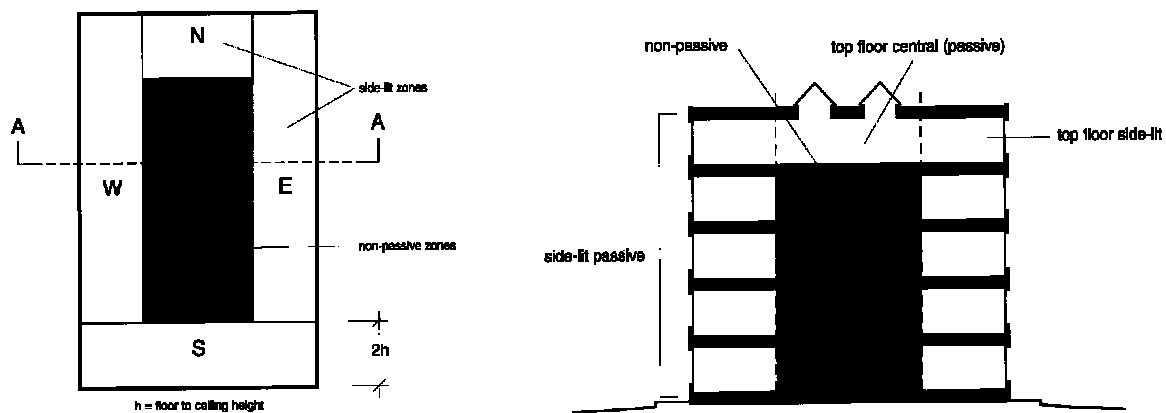 N
side-lit zones
A A
W E
non-passive zones
S
2h
h = floor to ceiling height
non-passive
top floor central (passive)
top floor side-lit
side-lit passive